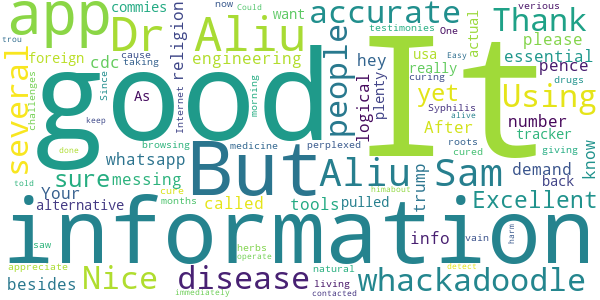 app
Dr Aliu
commies
now Could
testimonies
want
accurate
Thank
One
actual
verious
Internet
religion
engineering
cdc
foreign
taking
cause
hey
usa
please
essential
pence
Easy
drugs
trou
several
good
It
people
logical
really
plenty
yet
Using
curing
Syphilis
alive
challenges
Since
As
morning
After
number
tracker
keep
browsing
medicine
perplexed
roots
cured
giving
done
But
whatsapp
sure
messing
Aliu
Sam
demand
back
know
told
Your
alternative
called
cure
months
tools
pulled
himabout
trump
Excellent
information
saw
herbs
operate
natural
info
vain
harm
appreciate
besides
Nice
disease
living
contacted
immediately
whackadoodle
detect